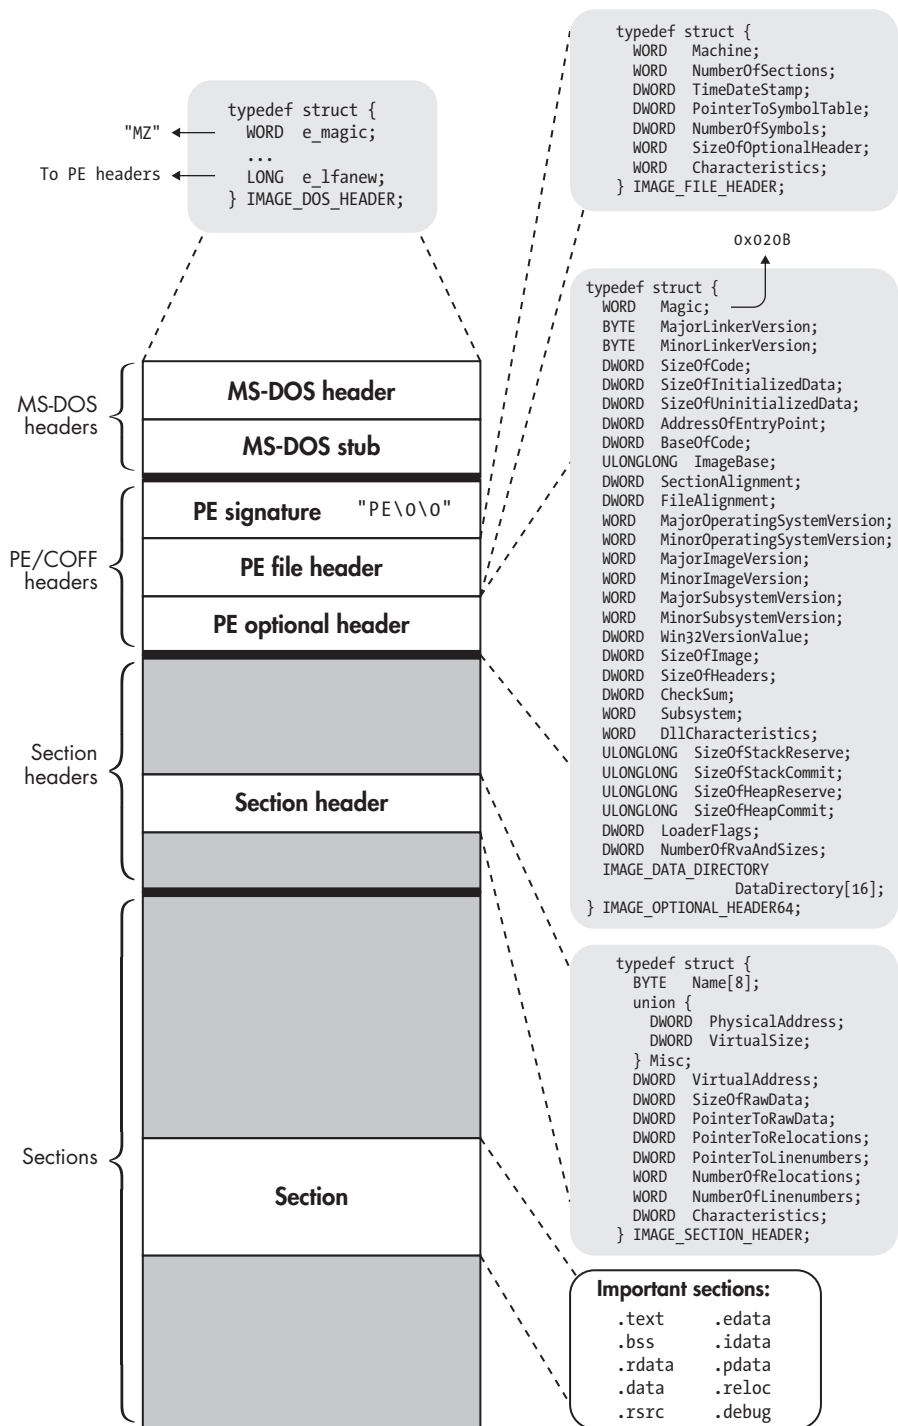 typedef struct {
WORD e_magic;
...
LONG e_lfanew;
} IMAGE_DOS_HEADER;
"MZ"
To PE headers
typedef struct {
WORD Machine;
WORD NumberOfSections;
DWORD TimeDateStamp;
DWORD PointerToSymbolTable;
DWORD NumberOfSymbols;
WORD SizeOfOptionalHeader;
WORD Characteristics;
} IMAGE_FILE_HEADER;
0x020B
typedef struct {
WORD Magic;
BYTE MajorLinkerVersion;
BYTE MinorLinkerVersion;
DWORD SizeOfCode;
DWORD SizeOfInitializedData;
DWORD SizeOfUninitializedData;
DWORD AddressOfEntryPoint;
DWORD BaseOfCode;
ULONGLONG ImageBase;
DWORD SectionAlignment;
DWORD FileAlignment;
WORD MajorOperatingSystemVersion;
WORD MinorOperatingSystemVersion;
WORD MajorImageVersion;
WORD MinorImageVersion;
WORD MajorSubsystemVersion;
WORD MinorSubsystemVersion;
DWORD Win32VersionValue;
DWORD SizeOfImage;
DWORD SizeOfHeaders;
DWORD CheckSum;
WORD Subsystem;
WORD DllCharacteristics;
ULONGLONG SizeOfStackReserve;
ULONGLONG SizeOfStackCommit;
ULONGLONG SizeOfHeapReserve;
ULONGLONG SizeOfHeapCommit;
DWORD LoaderFlags;
DWORD NumberOfRvaAndSizes;
IMAGE_DATA_DIRECTORY
DataDirectory[16];
} IMAGE_OPTIONAL_HEADER64;
MS-DOS
headers
MS-DOS header
MS-DOS stub
PE/COFF
headers
PE signature "PE\0\0"
PE file header
PE optional header
Section
headers
Section header
Sections
Section
typedef struct {
BYTE Name[8];
union {
DWORD PhysicalAddress;
DWORD VirtualSize;
} Misc;
DWORD VirtualAddress;
DWORD SizeOfRawData;
DWORD PointerToRawData;
DWORD PointerToRelocations;
DWORD PointerToLinenumbers;
WORD NumberOfRelocations;
WORD NumberOfLinenumbers;
DWORD Characteristics;
} IMAGE_SECTION_HEADER;
Important sections:
.text .edata
.bss .idata
.rdata .pdata
.data .reloc
.rsrc .debug